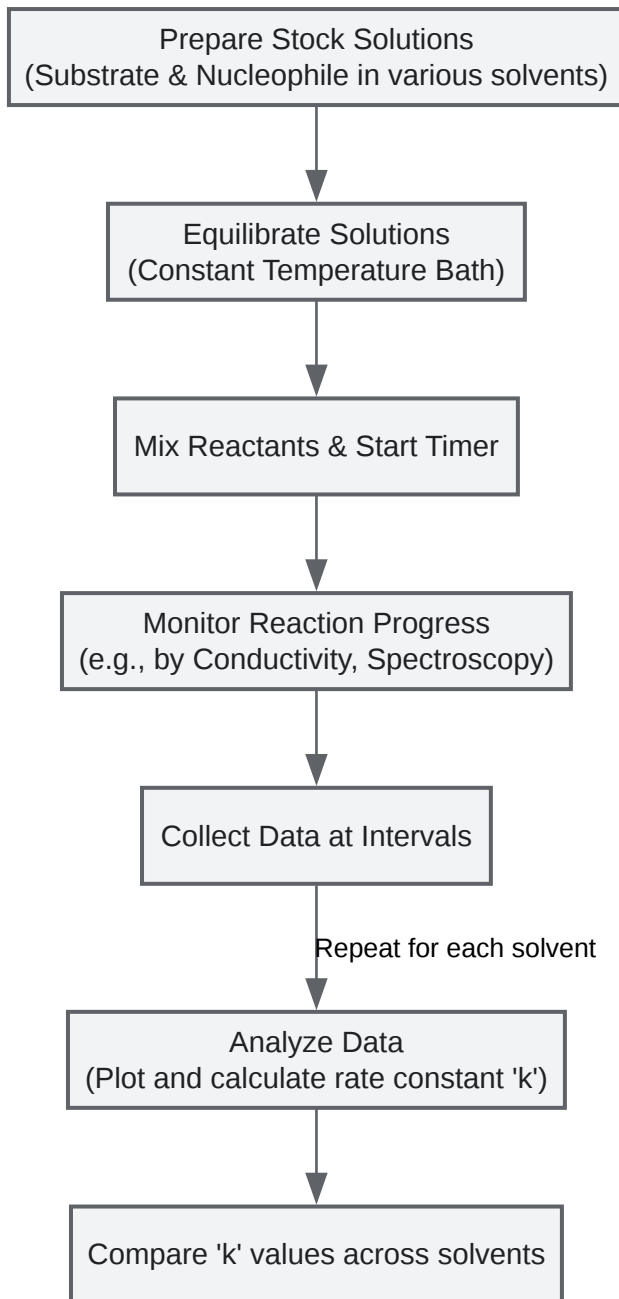 Prepare Stock Solutions
(Substrate & Nucleophile in various solvents)
Equilibrate Solutions
(Constant Temperature Bath)
Mix Reactants & Start Timer
Monitor Reaction Progress
(e.g., by Conductivity, Spectroscopy)
Collect Data at Intervals
Repeat for each solvent
Analyze Data
(Plot and calculate rate constant 'k')
Compare 'k' values across solvents